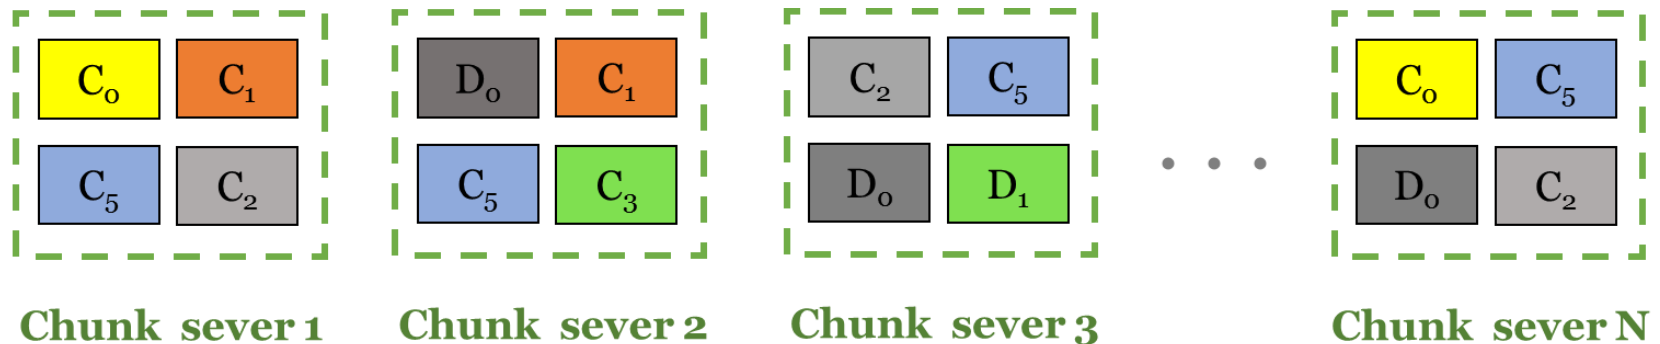 C₀ C₁ D₀ C₁ C₂ C₅ C₀ C₅
C₅ C₂ C₅ C₃ D₀ D₁ . . . D₀ C₂
Chunk sever 1 Chunk sever 2 Chunk sever 3 Chunk sever N